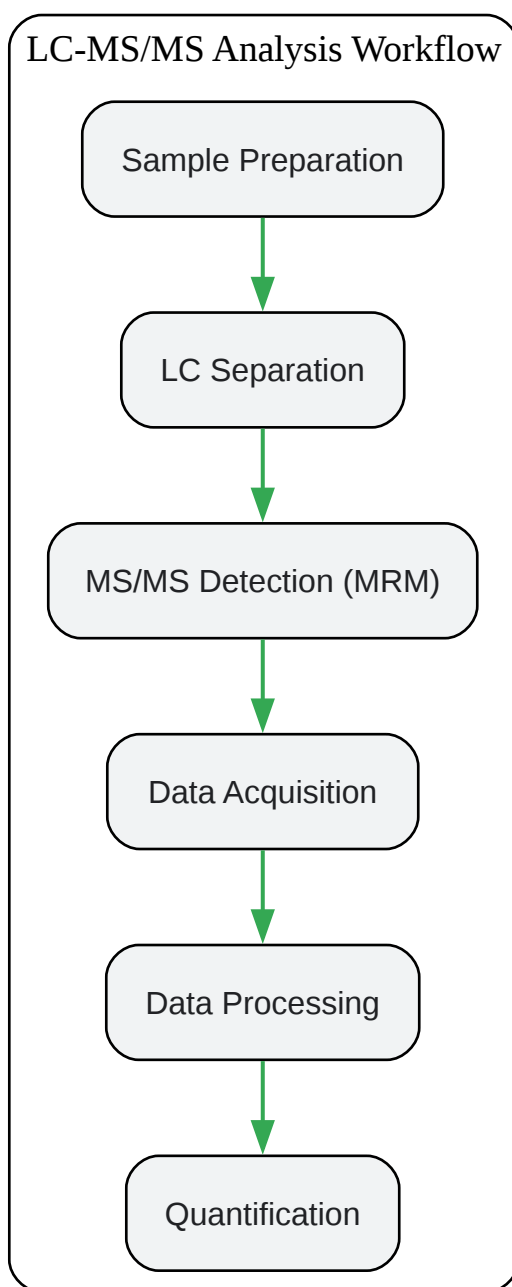 LC-MS/MS Analysis Workflow
Sample Preparation
LC Separation
MS/MS Detection (MRM)
Data Acquisition
Data Processing
Quantification